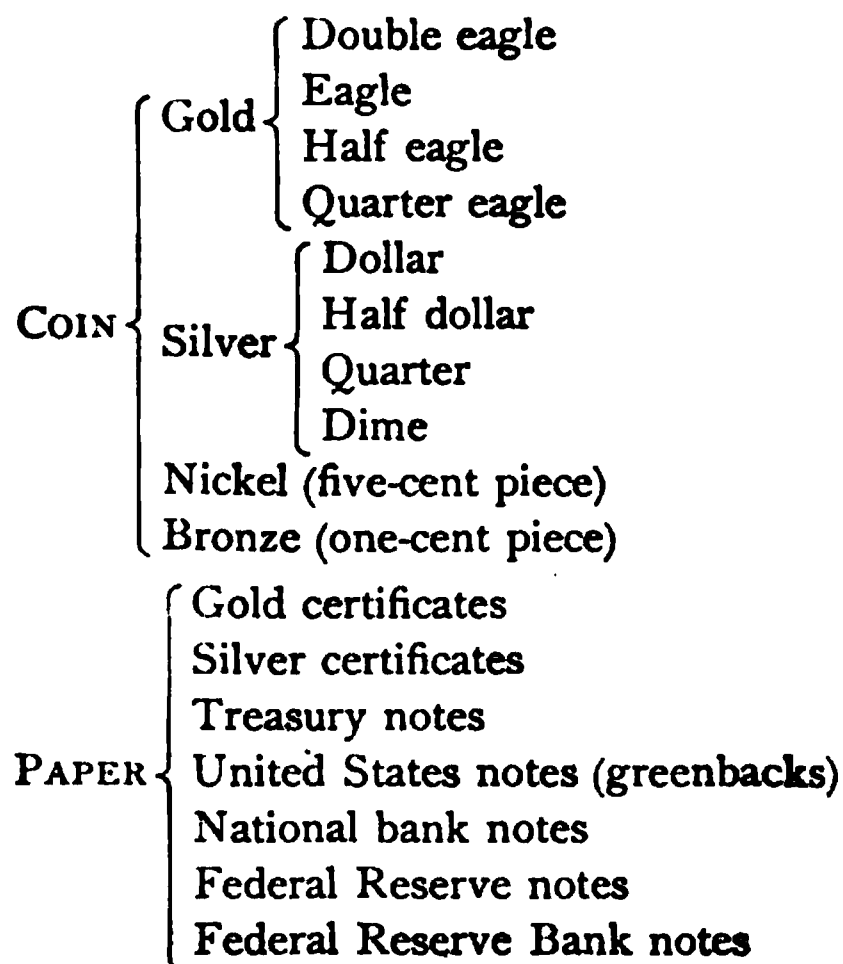 Double eagle
Eagle
Gold
Half eagle
Quarter eagle
Dollar
Half dollar
COIN
Silver
Quarter
Dime
Nickel (five-cent piece)
Bronze (one-cent piece)
Gold certificates
Silver certificates
Treasury notes
PAPER
United States notes (greenbacks)
National bank notes
Federal Reserve notes
Federal Reserve Bank notes